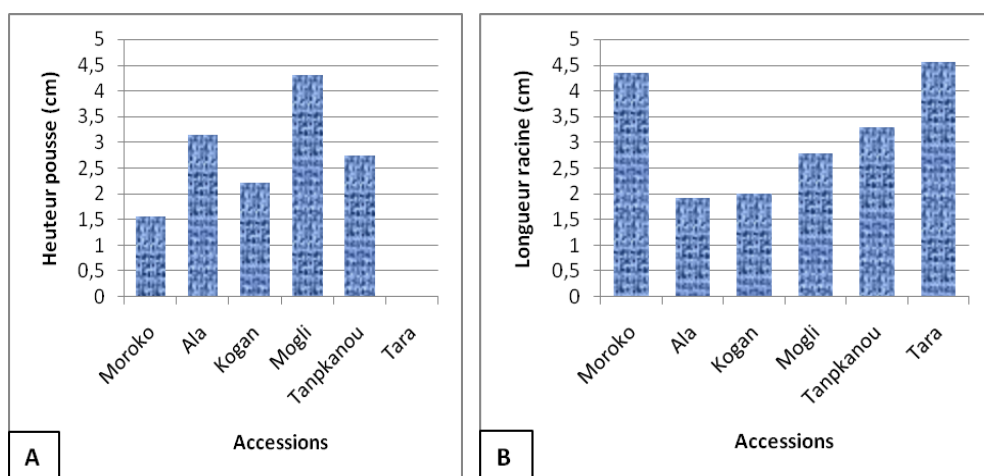 Heuteur pousse (cm)
5
4,5
4
3,5
3
2,5
2
1,5
1
0,5
0
Moroko
Ala
Kogan
Mogli
Tanpkanou
Tara
Accessions
A
Longueur racine (cm)
5
4,5
4
3,5
3
2,5
2
1,5
1
0,5
0
Moroko
Ala
Kogan
Mogli
Tanpkanou
Tara
Accessions
B